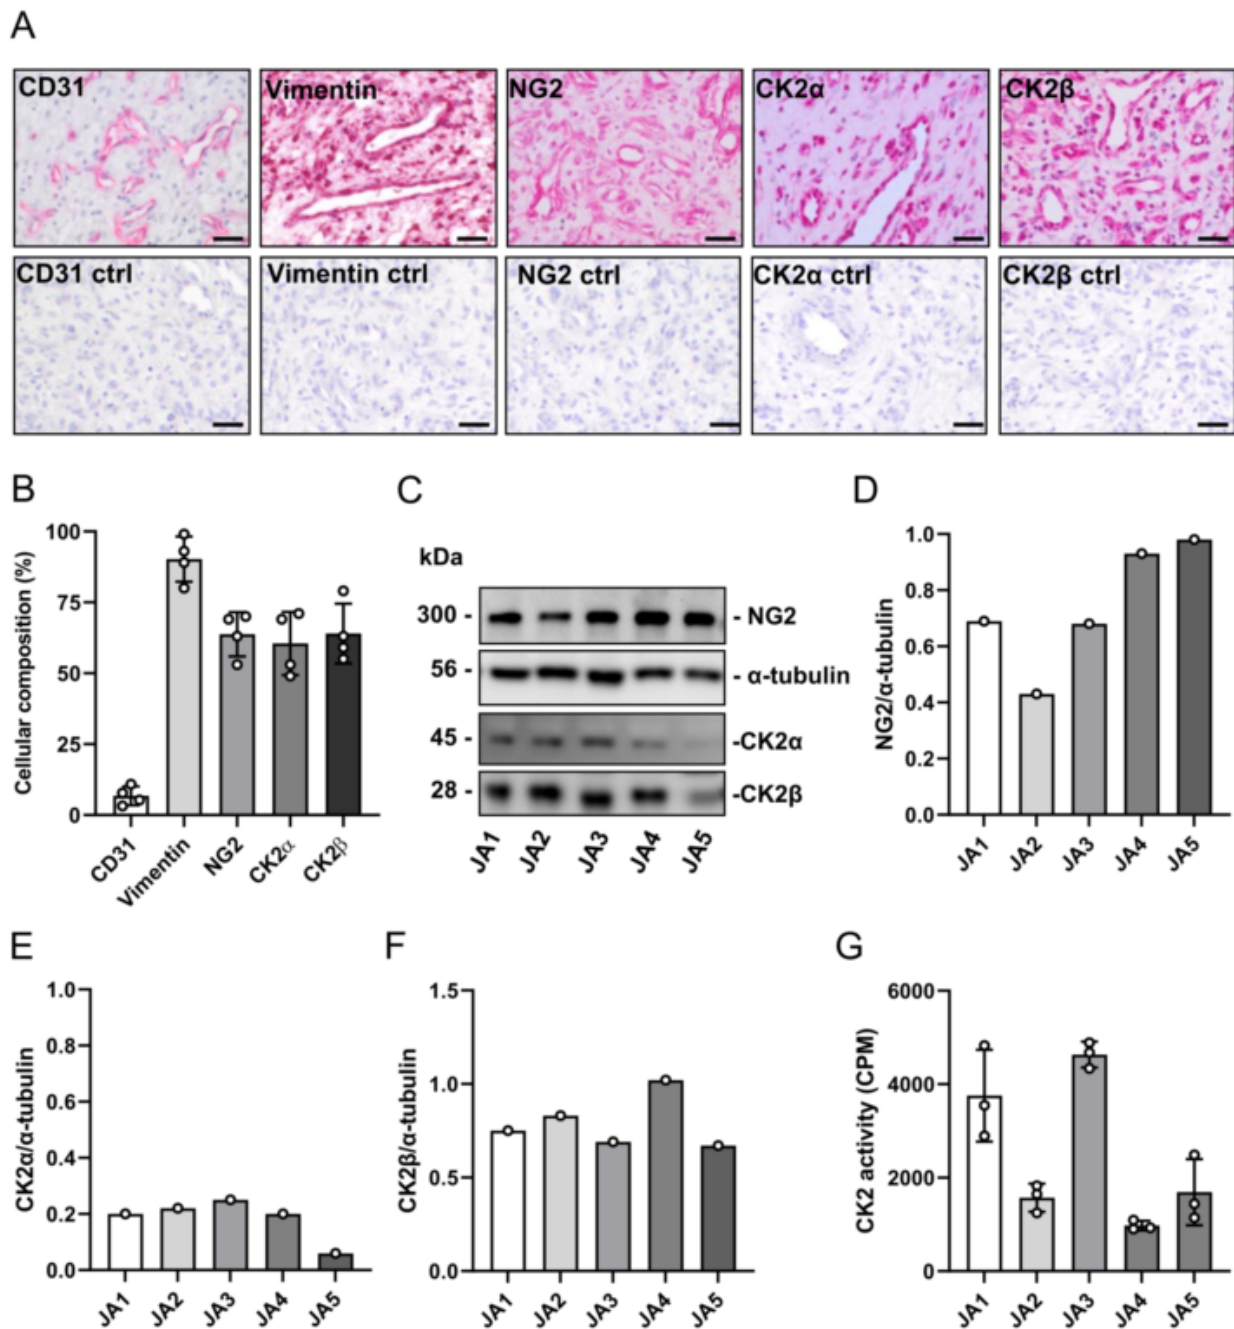 A
CD31 Vimentin NG2 CK2α CK2β
CD31 ctrl Vimentin ctrl NG2 ctrl CK2α ctrl CK2β ctrl
B
Cellular composition (%)
100
75
50
25
0
CD31 Vimentin NG2 CK2α CK2β
C
kDa
300 - - NG2
56 - - α-tubulin
45 - -CK2α
28 - -CK2β
JA1 JA2 JA3 JA4 JA5
D
NG2/α-tubulin
1.0
0.8
0.6
0.4
0.2
0.0
JA1 JA2 JA3 JA4 JA5
E
CK2α/α-tubulin
1.0
0.8
0.6
0.4
0.2
0.0
JA1 JA2 JA3 JA4 JA5
F
CK2β/α-tubulin
1.5
1.0
0.5
0.0
JA1 JA2 JA3 JA4 JA5
G
CK2 activity (CPM)
6000
4000
2000
0
JA1 JA2 JA3 JA4 JA5